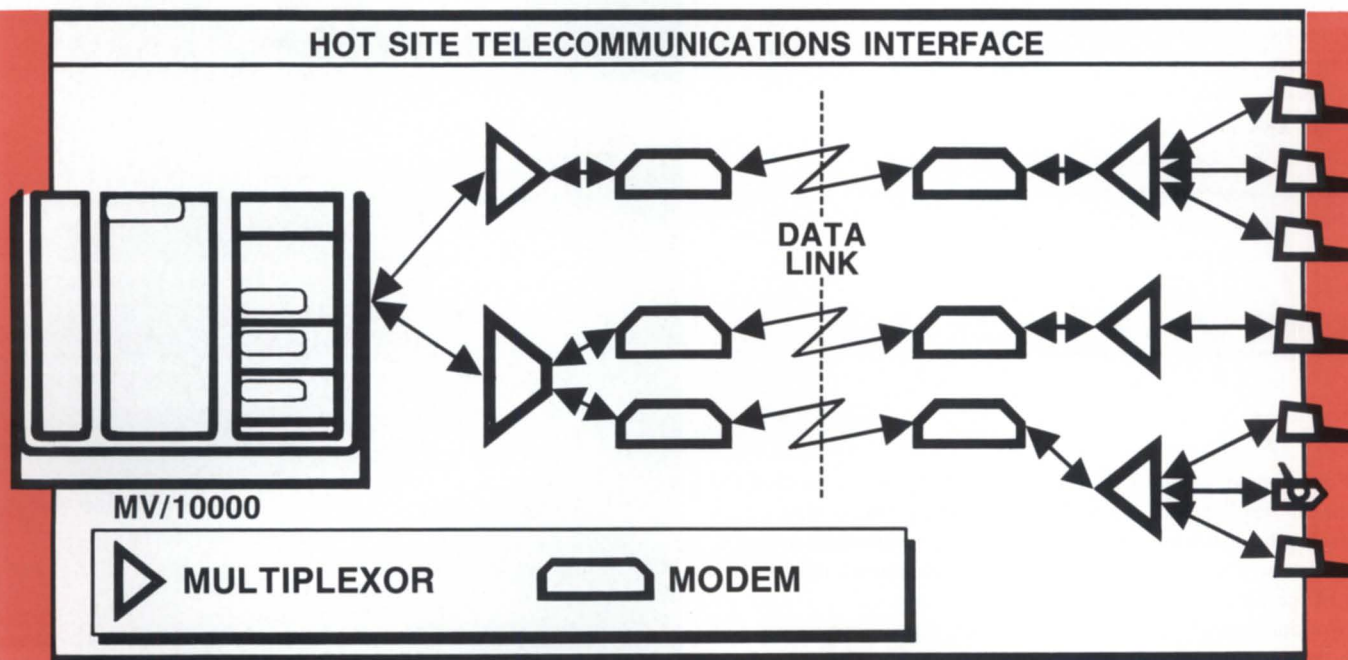 HOT SITE TELECOMMUNICATIONS INTERFACE
DATA
LINK
MV/10000
MULTIPLEXOR
MODEM